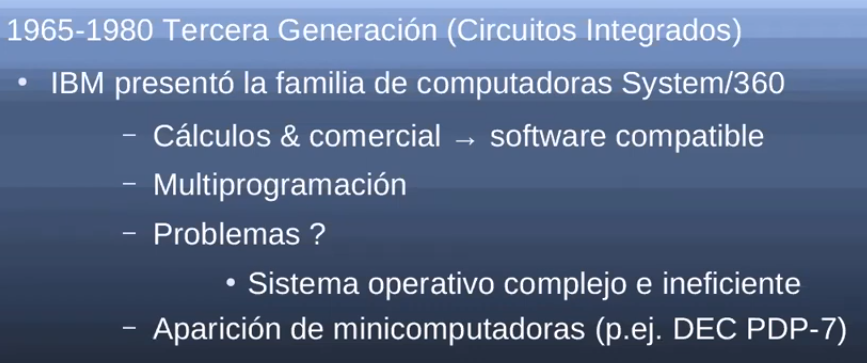 1965-1980 Tercera Generación (Circuitos Integrados)
• IBM presentó la familia de computadoras System/360
– Cálculos & comercial → software compatible
– Multiprogramación
– Problemas ?
• Sistema operativo complejo e ineficiente
– Aparición de minicomputadoras (p.ej. DEC PDP-7)